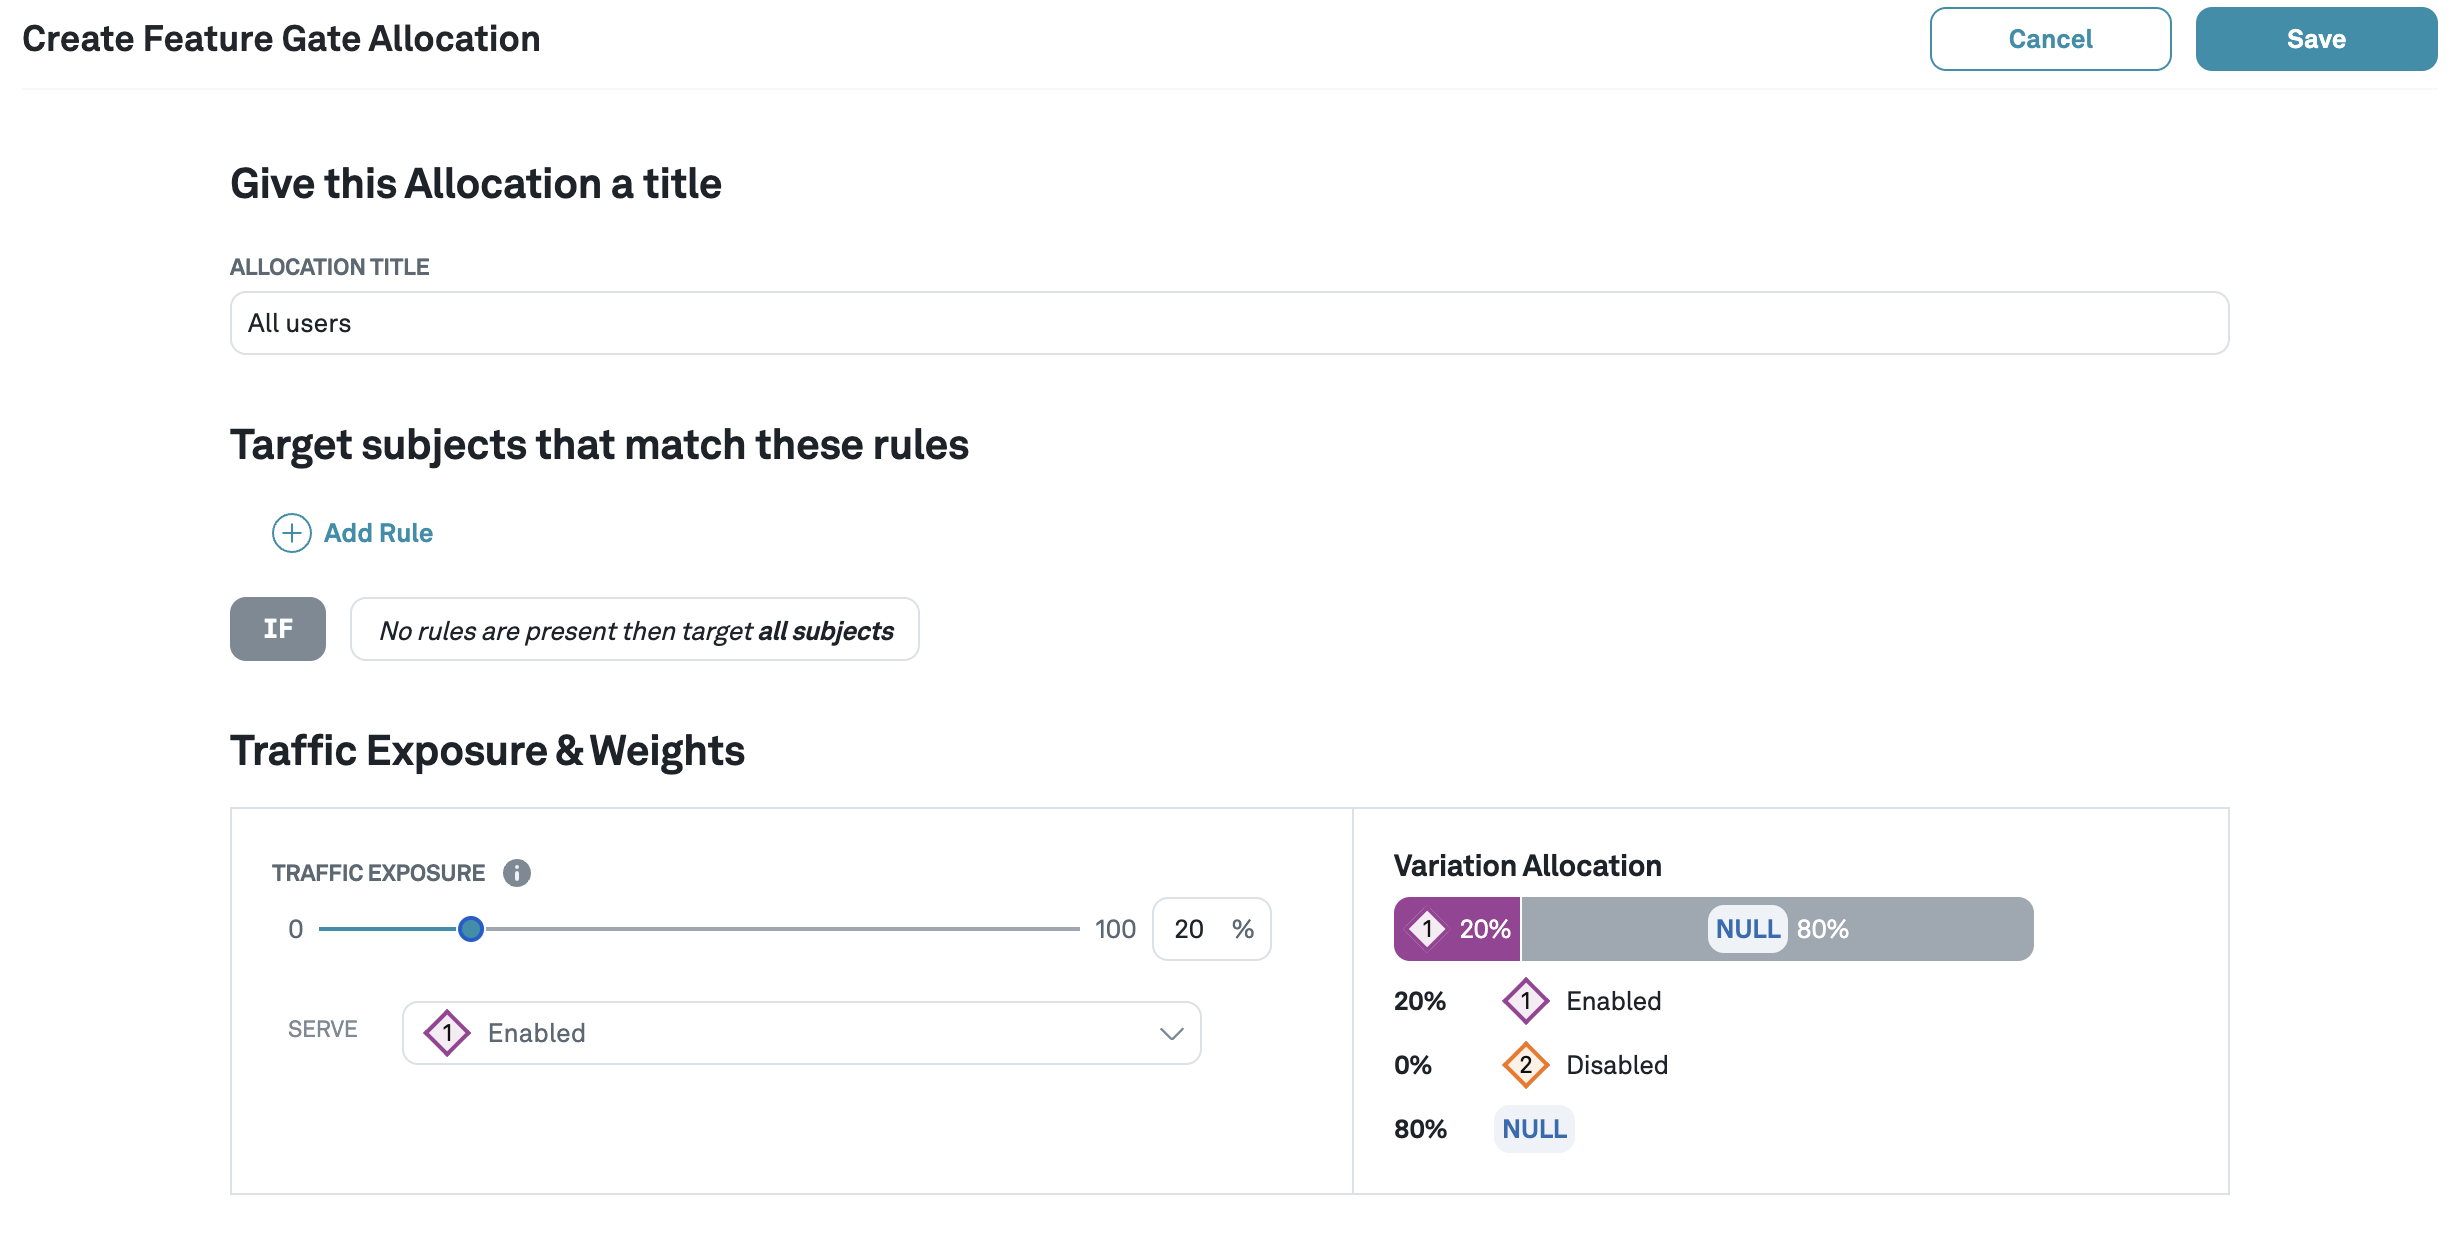 Create Feature Gate Allocation
Cancel
Save
Give this Allocation a title
ALLOCATION TITLE
All users
Target subjects that match these rules
Add Rule
IF
No rules are present then target all subjects
Traffic Exposure & Weights
TRAFFIC EXPOSURE
0
100
20 %
SERVE
1 Enabled
Variation Allocation
1 20% NULL 80%
20% 1 Enabled
0% 2 Disabled
80% NULL